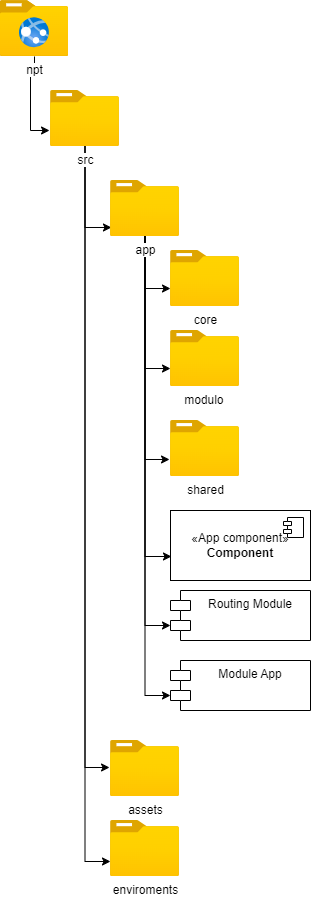 npt
src
app
core
modulo
shared
«App component»
Component
Routing Module
Module App
assets
enviroments